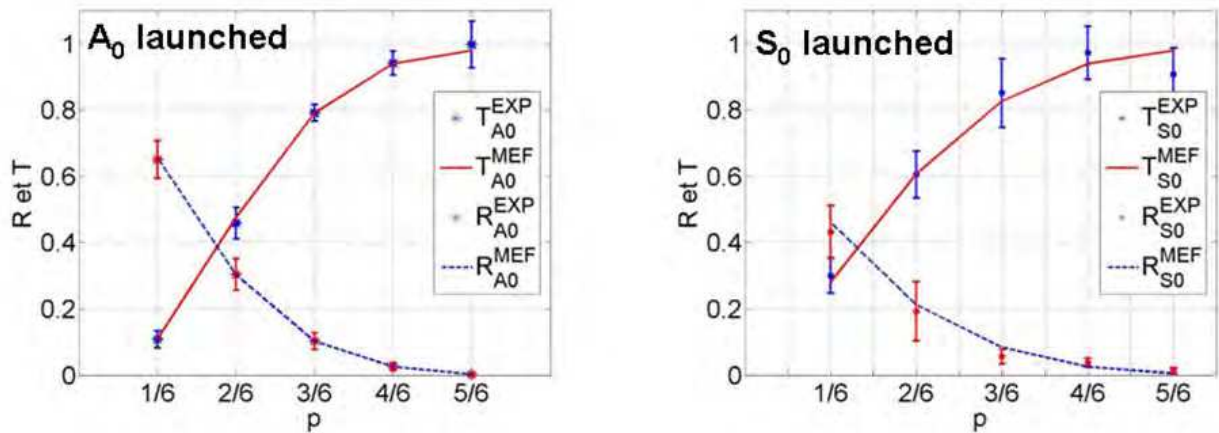 A0 launched
1
0.8
0.6
0.4
0.2
0
R et T
1/6 2/6 3/6 4/6 5/6
p
T A0 EXP
T A0 MEF
R A0 EXP
R A0 MEF
S0 launched
1
0.8
0.6
0.4
0.2
0
R et T
1/6 2/6 3/6 4/6 5/6
p
T S0 EXP
T S0 MEF
R S0 EXP
R S0 MEF